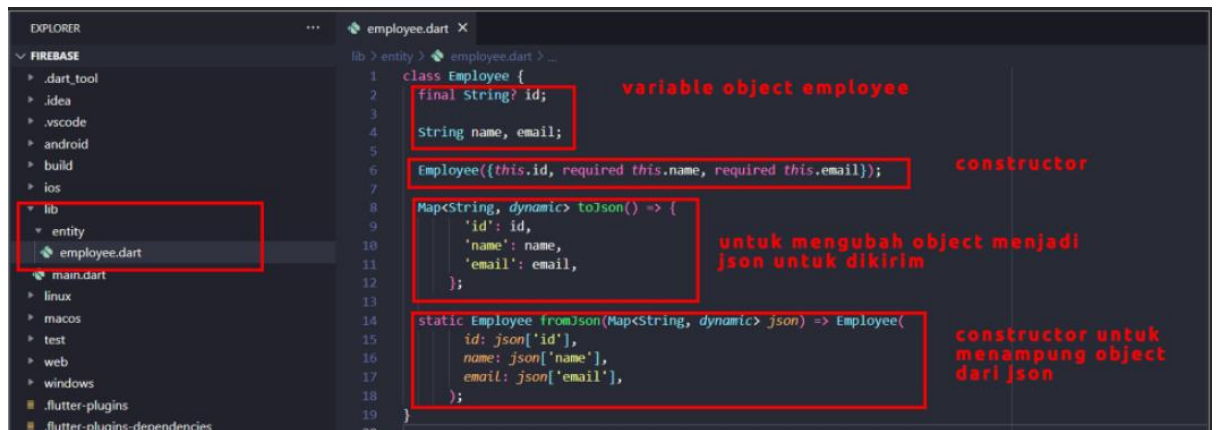 EXPLORER
FIREBASE
.dart_tool
.idea
.vscode
android
build
ios
lib
entity
employee.dart
main.dart
linux
macos
test
web
windows
.flutter-plugins
.flutter-plugins-dependencies
employee.dart
lib > entity > employee.dart > ...
1 class Employee {
2 final String? id;
3
4 String name, email;
5
6 Employee({this.id, required this.name, required this.email});
7
8 Map<String, dynamic> toJson() => {
9 'id': id,
10 'name': name,
11 'email': email,
12 };
13
14 static Employee fromJson(Map<String, dynamic> json) => Employee(
15 id: json['id'],
16 name: json['name'],
17 email: json['email'],
18 );
19 }
variable object employee
constructor
untuk mengubah object menjadi
json untuk dikirim
constructor untuk
menampung object
dari json